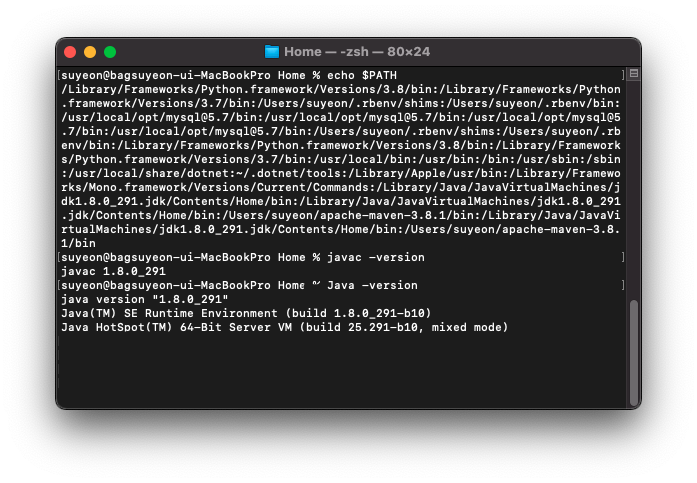 Home — -zsh — 80×24
[suyeon@bagsuyeon-ui-MacBookPro Home % echo $PATH ]
/Library/Frameworks/Python.framework/Versions/3.8/bin:/Library/Frameworks/Python
.framework/Versions/3.7/bin:/Users/suyeon/.rbenv/shims:/Users/suyeon/.rbenv/bin:
/usr/local/opt/mysql@5.7/bin:/usr/local/opt/mysql@5.7/bin:/usr/local/opt/mysql@5
.7/bin:/usr/local/opt/mysql@5.7/bin:/Users/suyeon/.rbenv/shims:/Users/suyeon/.rb
env/bin:/Library/Frameworks/Python.framework/Versions/3.8/bin:/Library/Framework
s/Python.framework/Versions/3.7/bin:/usr/local/bin:/usr/bin:/bin:/usr/sbin:/sbin
:/usr/local/share/dotnet:~/.dotnet/tools:/Library/Apple/usr/bin:/Library/Framewo
rks/Mono.framework/Versions/Current/Commands:/Library/Java/JavaVirtualMachines/j
dk1.8.0_291.jdk/Contents/Home/bin:/Library/Java/JavaVirtualMachines/jdk1.8.0_291
.jdk/Contents/Home/bin:/Users/suyeon/apache-maven-3.8.1/bin:/Library/Java/JavaVi
rtualMachines/jdk1.8.0_291.jdk/Contents/Home/bin:/Users/suyeon/apache-maven-3.8.
1/bin
[suyeon@bagsuyeon-ui-MacBookPro Home % javac -version ]
javac 1.8.0_291
[suyeon@bagsuyeon-ui-MacBookPro Home % Java -version ]
java version "1.8.0_291"
Java(TM) SE Runtime Environment (build 1.8.0_291-b10)
Java HotSpot(TM) 64-Bit Server VM (build 25.291-b10, mixed mode)